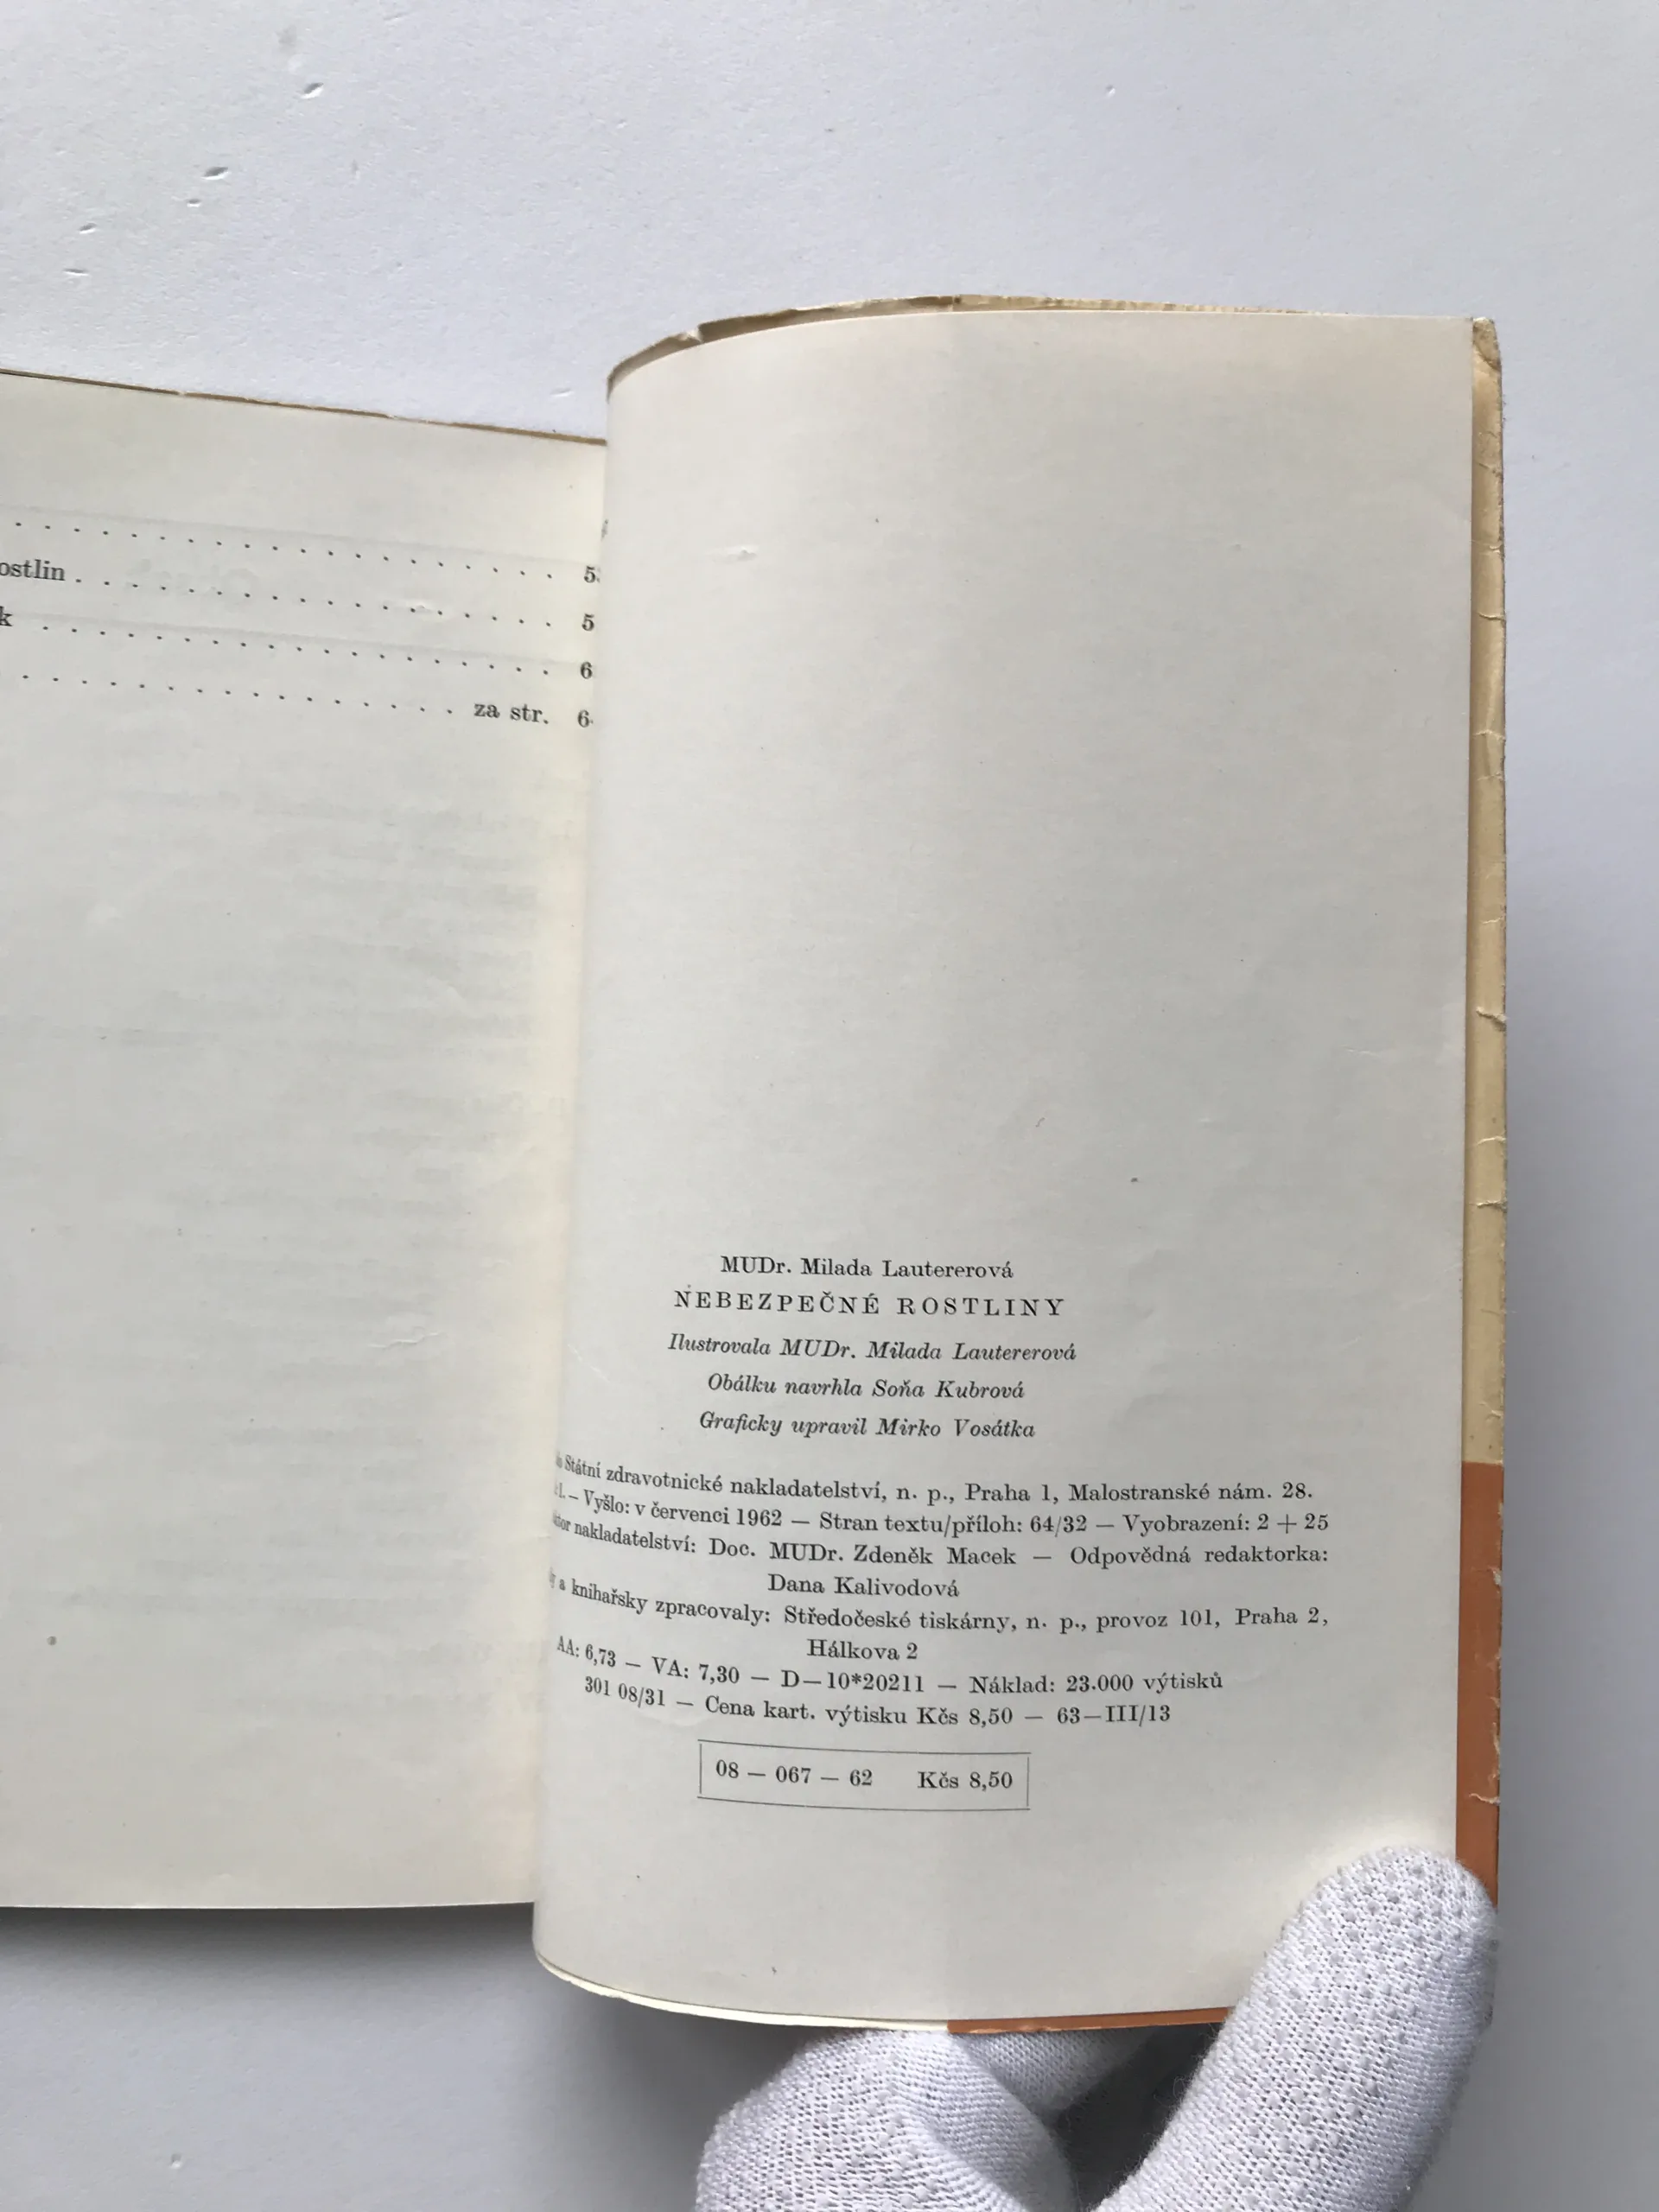 ostlin . . . . . . . . . . . . . . . . . 5
k . . . . . . . . . . . . . . . . . . . 6
. . . . . . . . . . . . . . . za str. 6
MUDr. Milada Lautererová
NEBEZPEČNÉ ROSTLINY
Ilustrovala MUDr. Milada Lautererová
Obálku navrhla Soňa Kubrová
Graficky upravil Mirko Vosátka
Státní zdravotnické nakladatelství, n. p., Praha 1, Malostranské nám. 28.
1. – Vyšlo: v červenci 1962 — Stran textu/příloh: 64/32 — Vyobrazení: 2 + 25
nakladatelství: Doc. MUDr. Zdeněk Macek — Odpovědná redaktorka:
Dana Kalivodová
a knihařsky zpracovaly: Středočeské tiskárny, n. p., provoz 101, Praha 2,
Hálkova 2
AA: 6,73 — VA: 7,30 — D—10*20211 — Náklad: 23.000 výtisků
301 08/31 — Cena kart. výtisku Kčs 8,50 — 63—III/13
08 — 067 — 62 Kčs 8,50